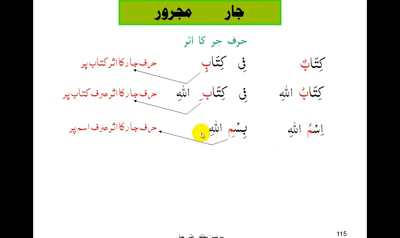 جار مجرور
حرف جر کا اثر
كِتَابٌ فِى كِتَابٍ حرف جار کا اثر کتاب پر
كِتَابُ اللهِ فِى كِتَابِ اللهِ حرف جار کا اثر صرف کتاب پر
اِسْمُ اللهِ بِسْمِ اللهِ حرف جار کا اثر صرف اسم پر
115